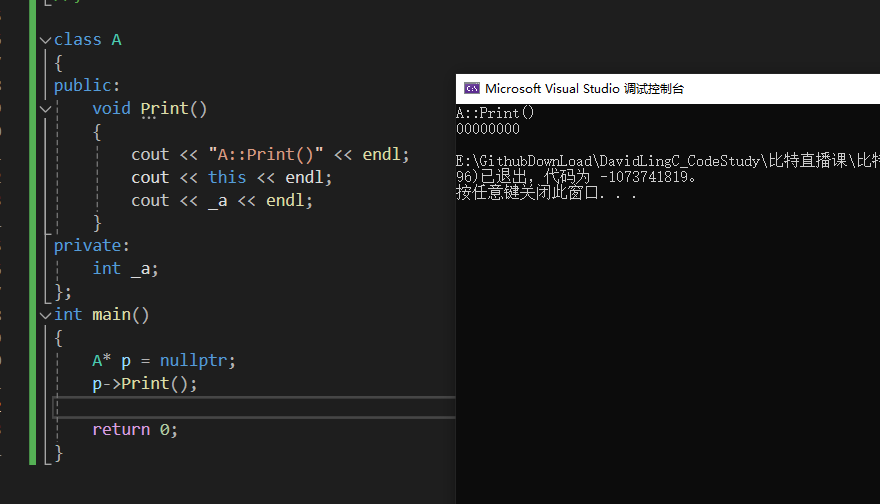 class A
{
public:
void Print()
{
cout << "A::Print()" << endl;
cout << this << endl;
cout << _a << endl;
}
private:
int _a;
};
int main()
{
A* p = nullptr;
p->Print();
return 0;
}
Microsoft Visual Studio 调试控制台
A::Print()
00000000
E:\GithubDownLoad\DavidLingC_CodeStudy\比特直播课\比特
96)已退出，代码为 -1073741819。
按任意键关闭此窗口. . .